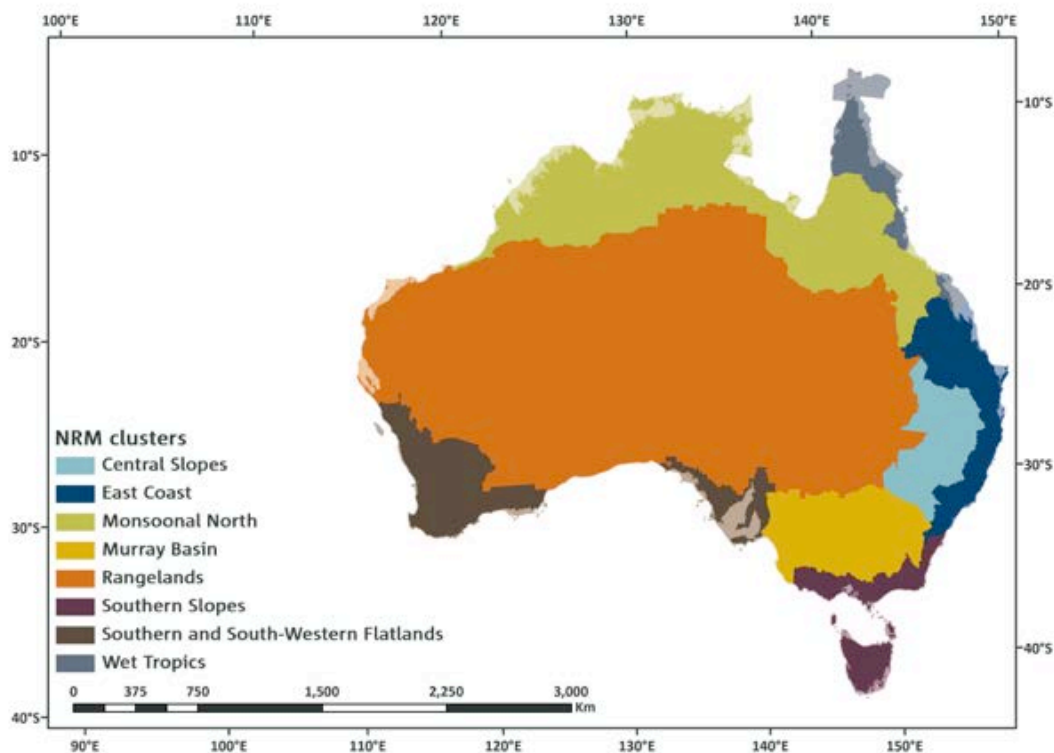 100°E 110°E 120°E 130°E 140°E 150°E
10°S
10°S
20°S
20°S
NRM clusters
Central Slopes
East Coast
30°S
Monsoonal North
30°S
Murray Basin
Rangelands
Southern Slopes
Southern and South-Western Flatlands
40°S
Wet Tropics
0 375 750 1,500 2,250 3,000
Km
40°S
90°E 100°E 110°E 120°E 130°E 140°E 150°E